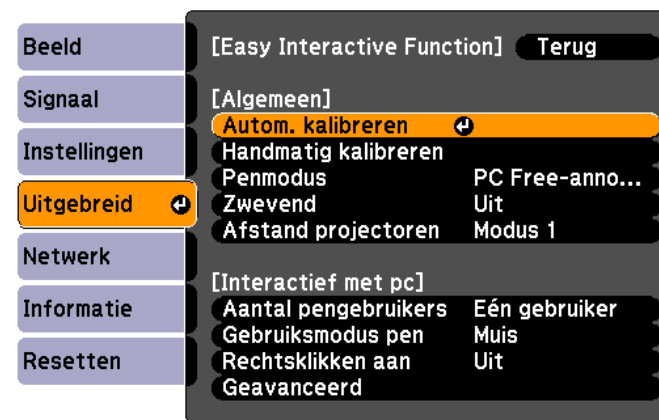 Beeld
Signaal
Instellingen
Uitgebreid
Netwerk
Informatie
Resetten
[Easy Interactive Function] Terug
[Algemeen]
Autom. kalibreren
Handmatig kalibreren
Penmodus PC Free-anno...
Zwevend Uit
Afstand projectoren Modus 1
[Interactief met pc]
Aantal pengebruikers Eén gebruiker
Gebruiksmodus pen Muis
Rechtsklikken aan Uit
Geavanceerd